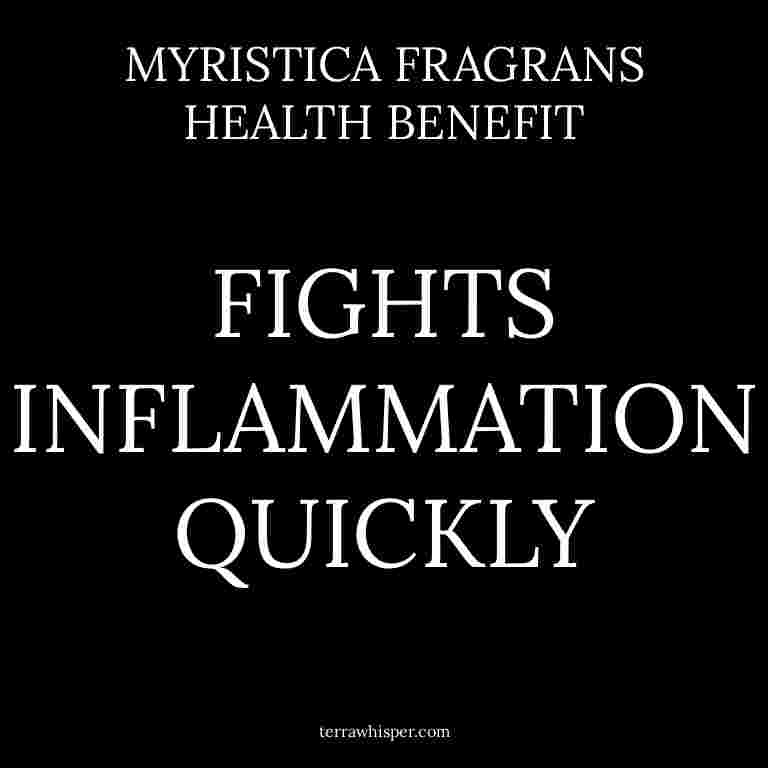 MYRISTICA FRAGRANS
HEALTH BENEFIT
FIGHTS
INFLAMMATION
QUICKLY
terrawhisper.com